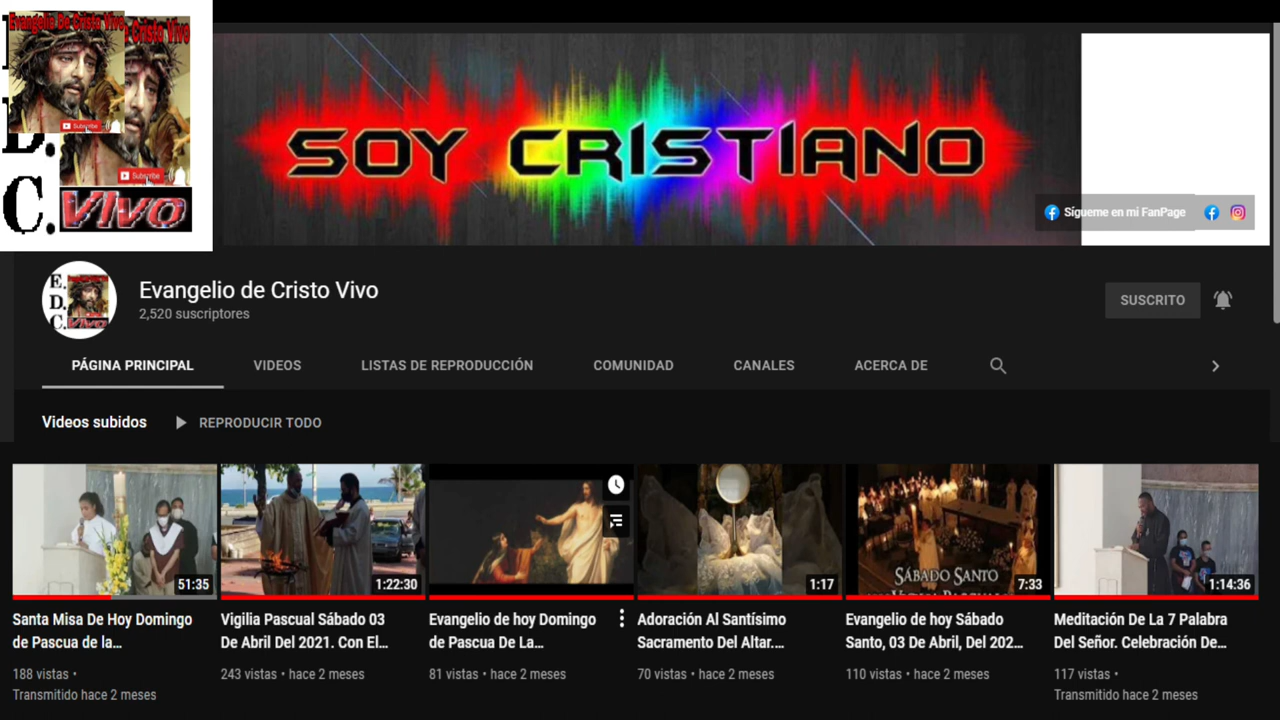 Evangelio De Cristo Vivo
Cristo Vivo
Subscribe
D.
Subscribe
C. Vivo
SOY CRISTIANO
Sígueme en mi FanPage
E.
D.
C. Vivo
Evangelio de Cristo Vivo
2,520 suscriptores
SUSCRITO
PÁGINA PRINCIPAL VIDEOS LISTAS DE REPRODUCCIÓN COMUNIDAD CANALES ACERCA DE
Videos subidos REPRODUCIR TODO
51:35
1:22:30
1:17
SÁBADO SANTO
7:33
1:14:36
Santa Misa De Hoy Domingo
de Pascua de la...
188 vistas •
Transmitido hace 2 meses
Vigilia Pascual Sábado 03
De Abril Del 2021. Con El...
243 vistas • hace 2 meses
Evangelio de hoy Domingo
de Pascua De La...
81 vistas • hace 2 meses
Adoración Al Santísimo
Sacramento Del Altar....
70 vistas • hace 2 meses
Evangelio de hoy Sábado
Santo, 03 De Abril, Del 202...
110 vistas • hace 2 meses
Meditación De La 7 Palabra
Del Señor. Celebración De...
117 vistas •
Transmitido hace 2 meses